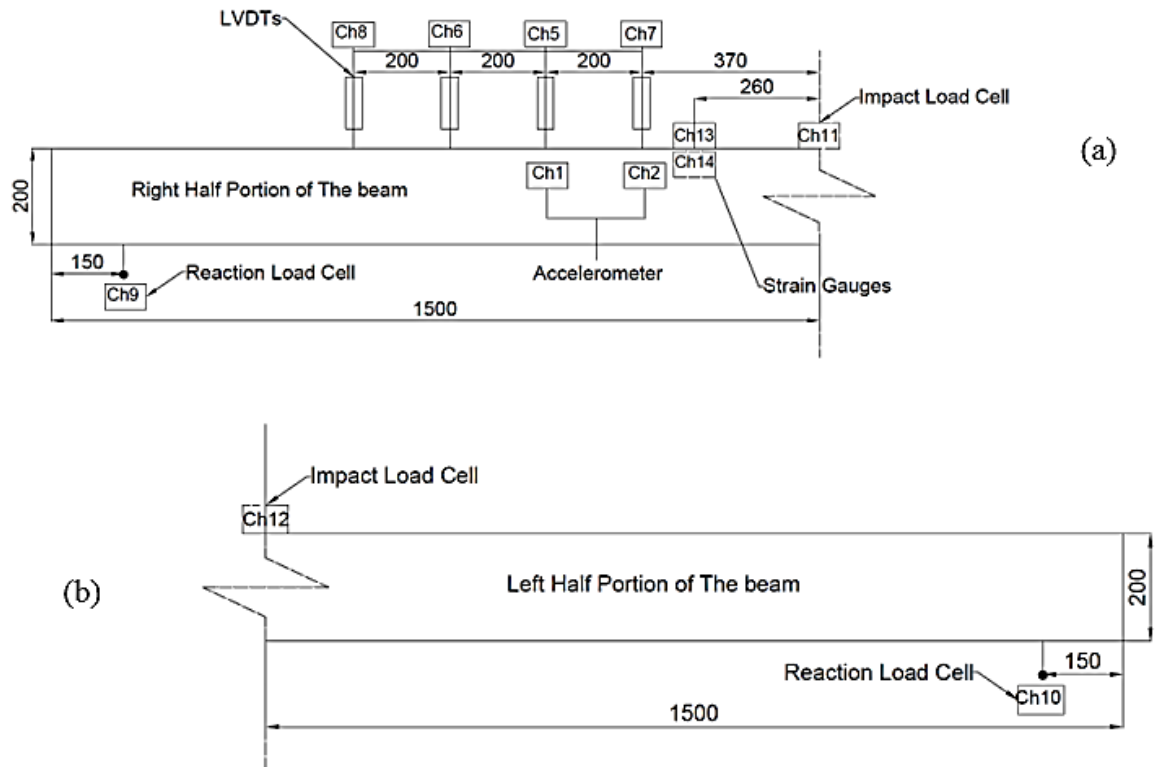 LVDTs
Ch8
Ch6
Ch5
Ch7
200
200
200
370
260
Impact Load Cell
Ch13
Ch11
(a)
Ch14
200
Right Half Portion of The beam
Ch1
Ch2
150
Reaction Load Cell
Accelerometer
Strain Gauges
Ch9
1500
Impact Load Cell
Ch12
(b)
Left Half Portion of The beam
200
Reaction Load Cell
150
Ch10
1500